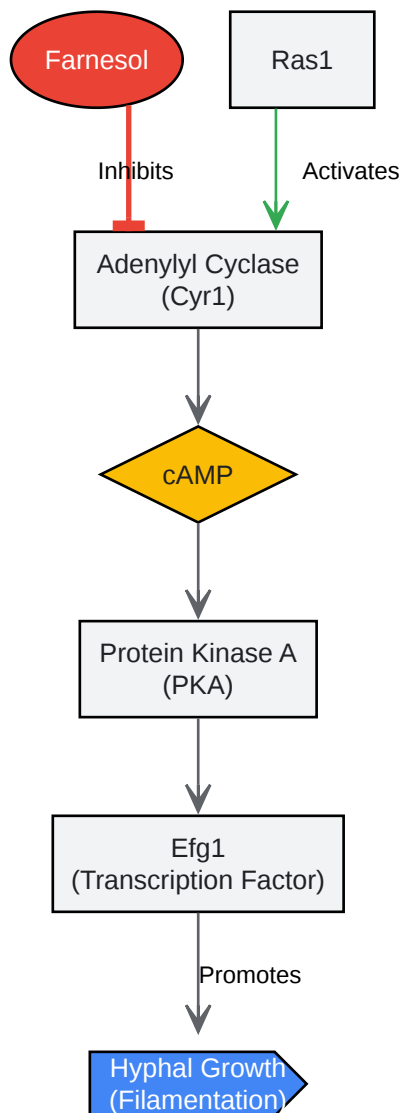 Farnesol
Ras1
Inhibits
Activates
Adenylyl Cyclase
(Cyr1)
cAMP
Protein Kinase A
(PKA)
Efg1
(Transcription Factor)
Promotes
Hyphal Growth
(Filamentation)